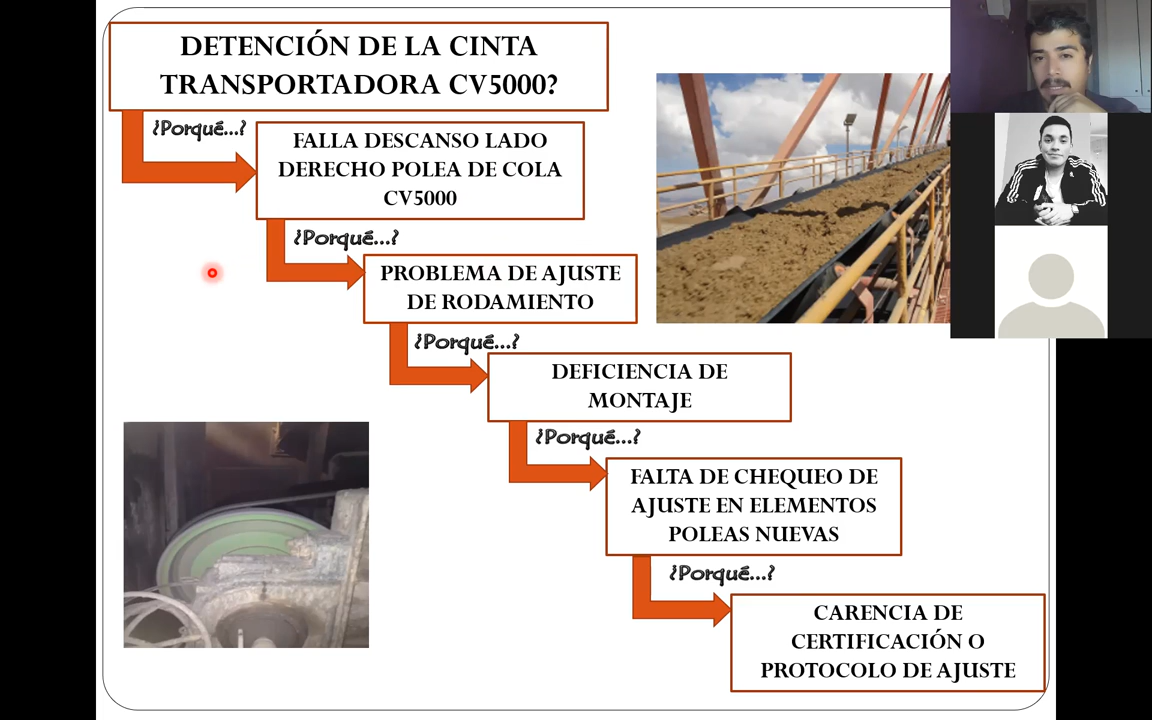 DETENCIÓN DE LA CINTA
TRANSPORTADORA CV5000?
¿Porqué...?
FALLA DESCANSO LADO
DERECHO POLEA DE COLA
CV5000
¿Porqué...?
PROBLEMA DE AJUSTE
DE RODAMIENTO
¿Porqué...?
DEFICIENCIA DE
MONTAJE
¿Porqué...?
FALTA DE CHEQUEO DE
AJUSTE EN ELEMENTOS
POLEAS NUEVAS
¿Porqué...?
CARENCIA DE
CERTIFICACIÓN O
PROTOCOLO DE AJUSTE